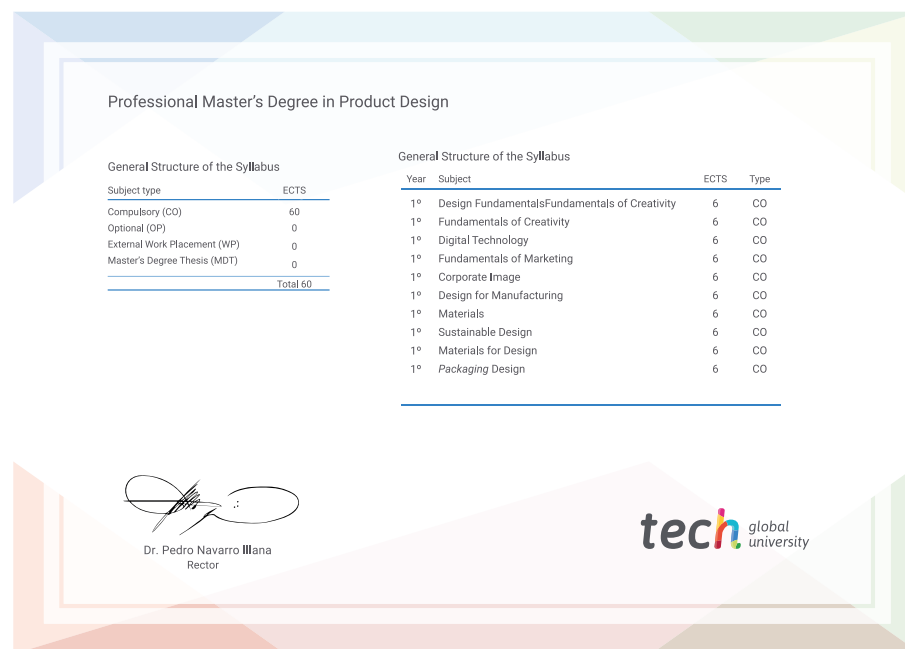 Professional Master's Degree in Product Design
General Structure of the Syllabus
Subject type ECTS
Compulsory (CO) 60
Optional (OP) 0
External Work Placement (WP) 0
Master's Degree Thesis (MDT) 0
Total 60
General Structure of the Syllabus
Year Subject ECTS Type
1º Design FundamentalsFundamentals of Creativity 6 CO
1º Fundamentals of Creativity 6 CO
1º Digital Technology 6 CO
1º Fundamentals of Marketing 6 CO
1º Corporate Image 6 CO
1º Design for Manufacturing 6 CO
1º Materials 6 CO
1º Sustainable Design 6 CO
1º Materials for Design 6 CO
1º Packaging Design 6 CO
Dr. Pedro Navarro Illana
Rector
tech global
university